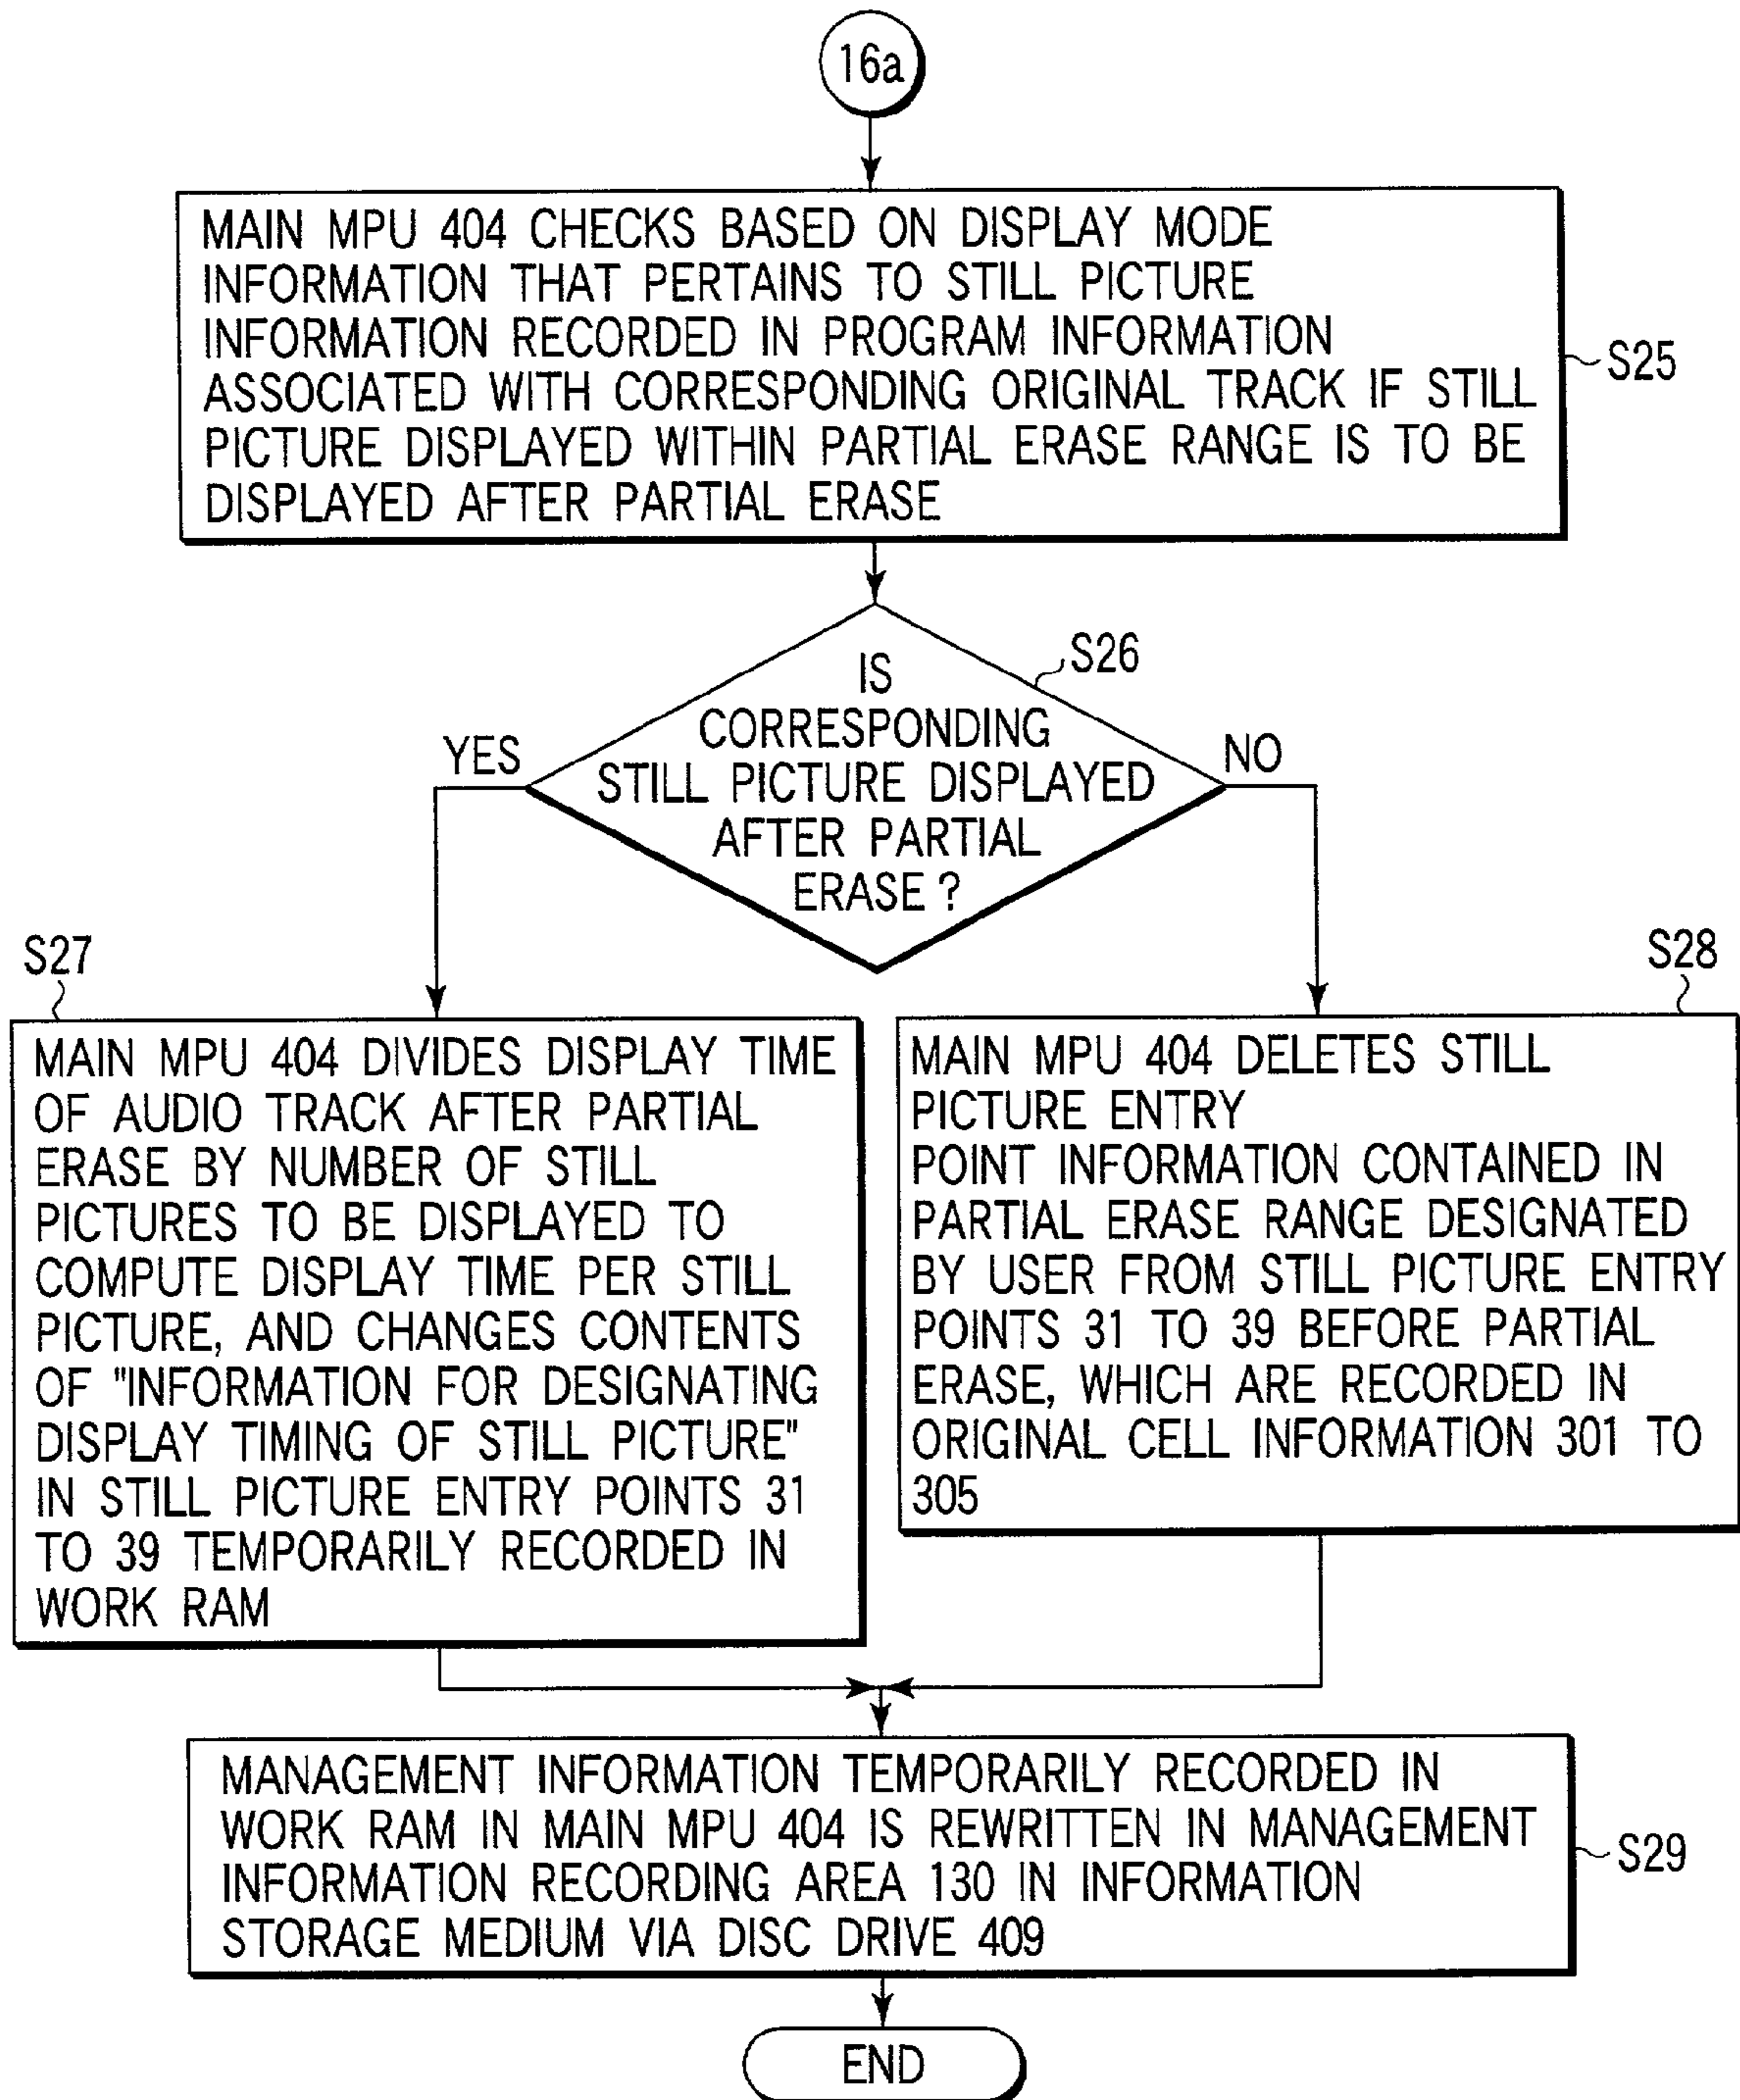 16a
MAIN MPU 404 CHECKS BASED ON DISPLAY MODE
INFORMATION THAT PERTAINS TO STILL PICTURE
INFORMATION RECORDED IN PROGRAM INFORMATION
ASSOCIATED WITH CORRESPONDING ORIGINAL TRACK IF STILL
PICTURE DISPLAYED WITHIN PARTIAL ERASE RANGE IS TO BE
DISPLAYED AFTER PARTIAL ERASE
S25
S26
IS
CORRESPONDING
STILL PICTURE DISPLAYED
AFTER PARTIAL
ERASE?
YES
NO
S27
MAIN MPU 404 DIVIDES DISPLAY TIME
OF AUDIO TRACK AFTER PARTIAL
ERASE BY NUMBER OF STILL
PICTURES TO BE DISPLAYED TO
COMPUTE DISPLAY TIME PER STILL
PICTURE, AND CHANGES CONTENTS
OF "INFORMATION FOR DESIGNATING
DISPLAY TIMING OF STILL PICTURE"
IN STILL PICTURE ENTRY POINTS 31
TO 39 TEMPORARILY RECORDED IN
WORK RAM
S28
MAIN MPU 404 DELETES STILL
PICTURE ENTRY
POINT INFORMATION CONTAINED IN
PARTIAL ERASE RANGE DESIGNATED
BY USER FROM STILL PICTURE ENTRY
POINTS 31 TO 39 BEFORE PARTIAL
ERASE, WHICH ARE RECORDED IN
ORIGINAL CELL INFORMATION 301 TO
305
MANAGEMENT INFORMATION TEMPORARILY RECORDED IN
WORK RAM IN MAIN MPU 404 IS REWRITTEN IN MANAGEMENT
INFORMATION RECORDING AREA 130 IN INFORMATION
STORAGE MEDIUM VIA DISC DRIVE 409
S29
END